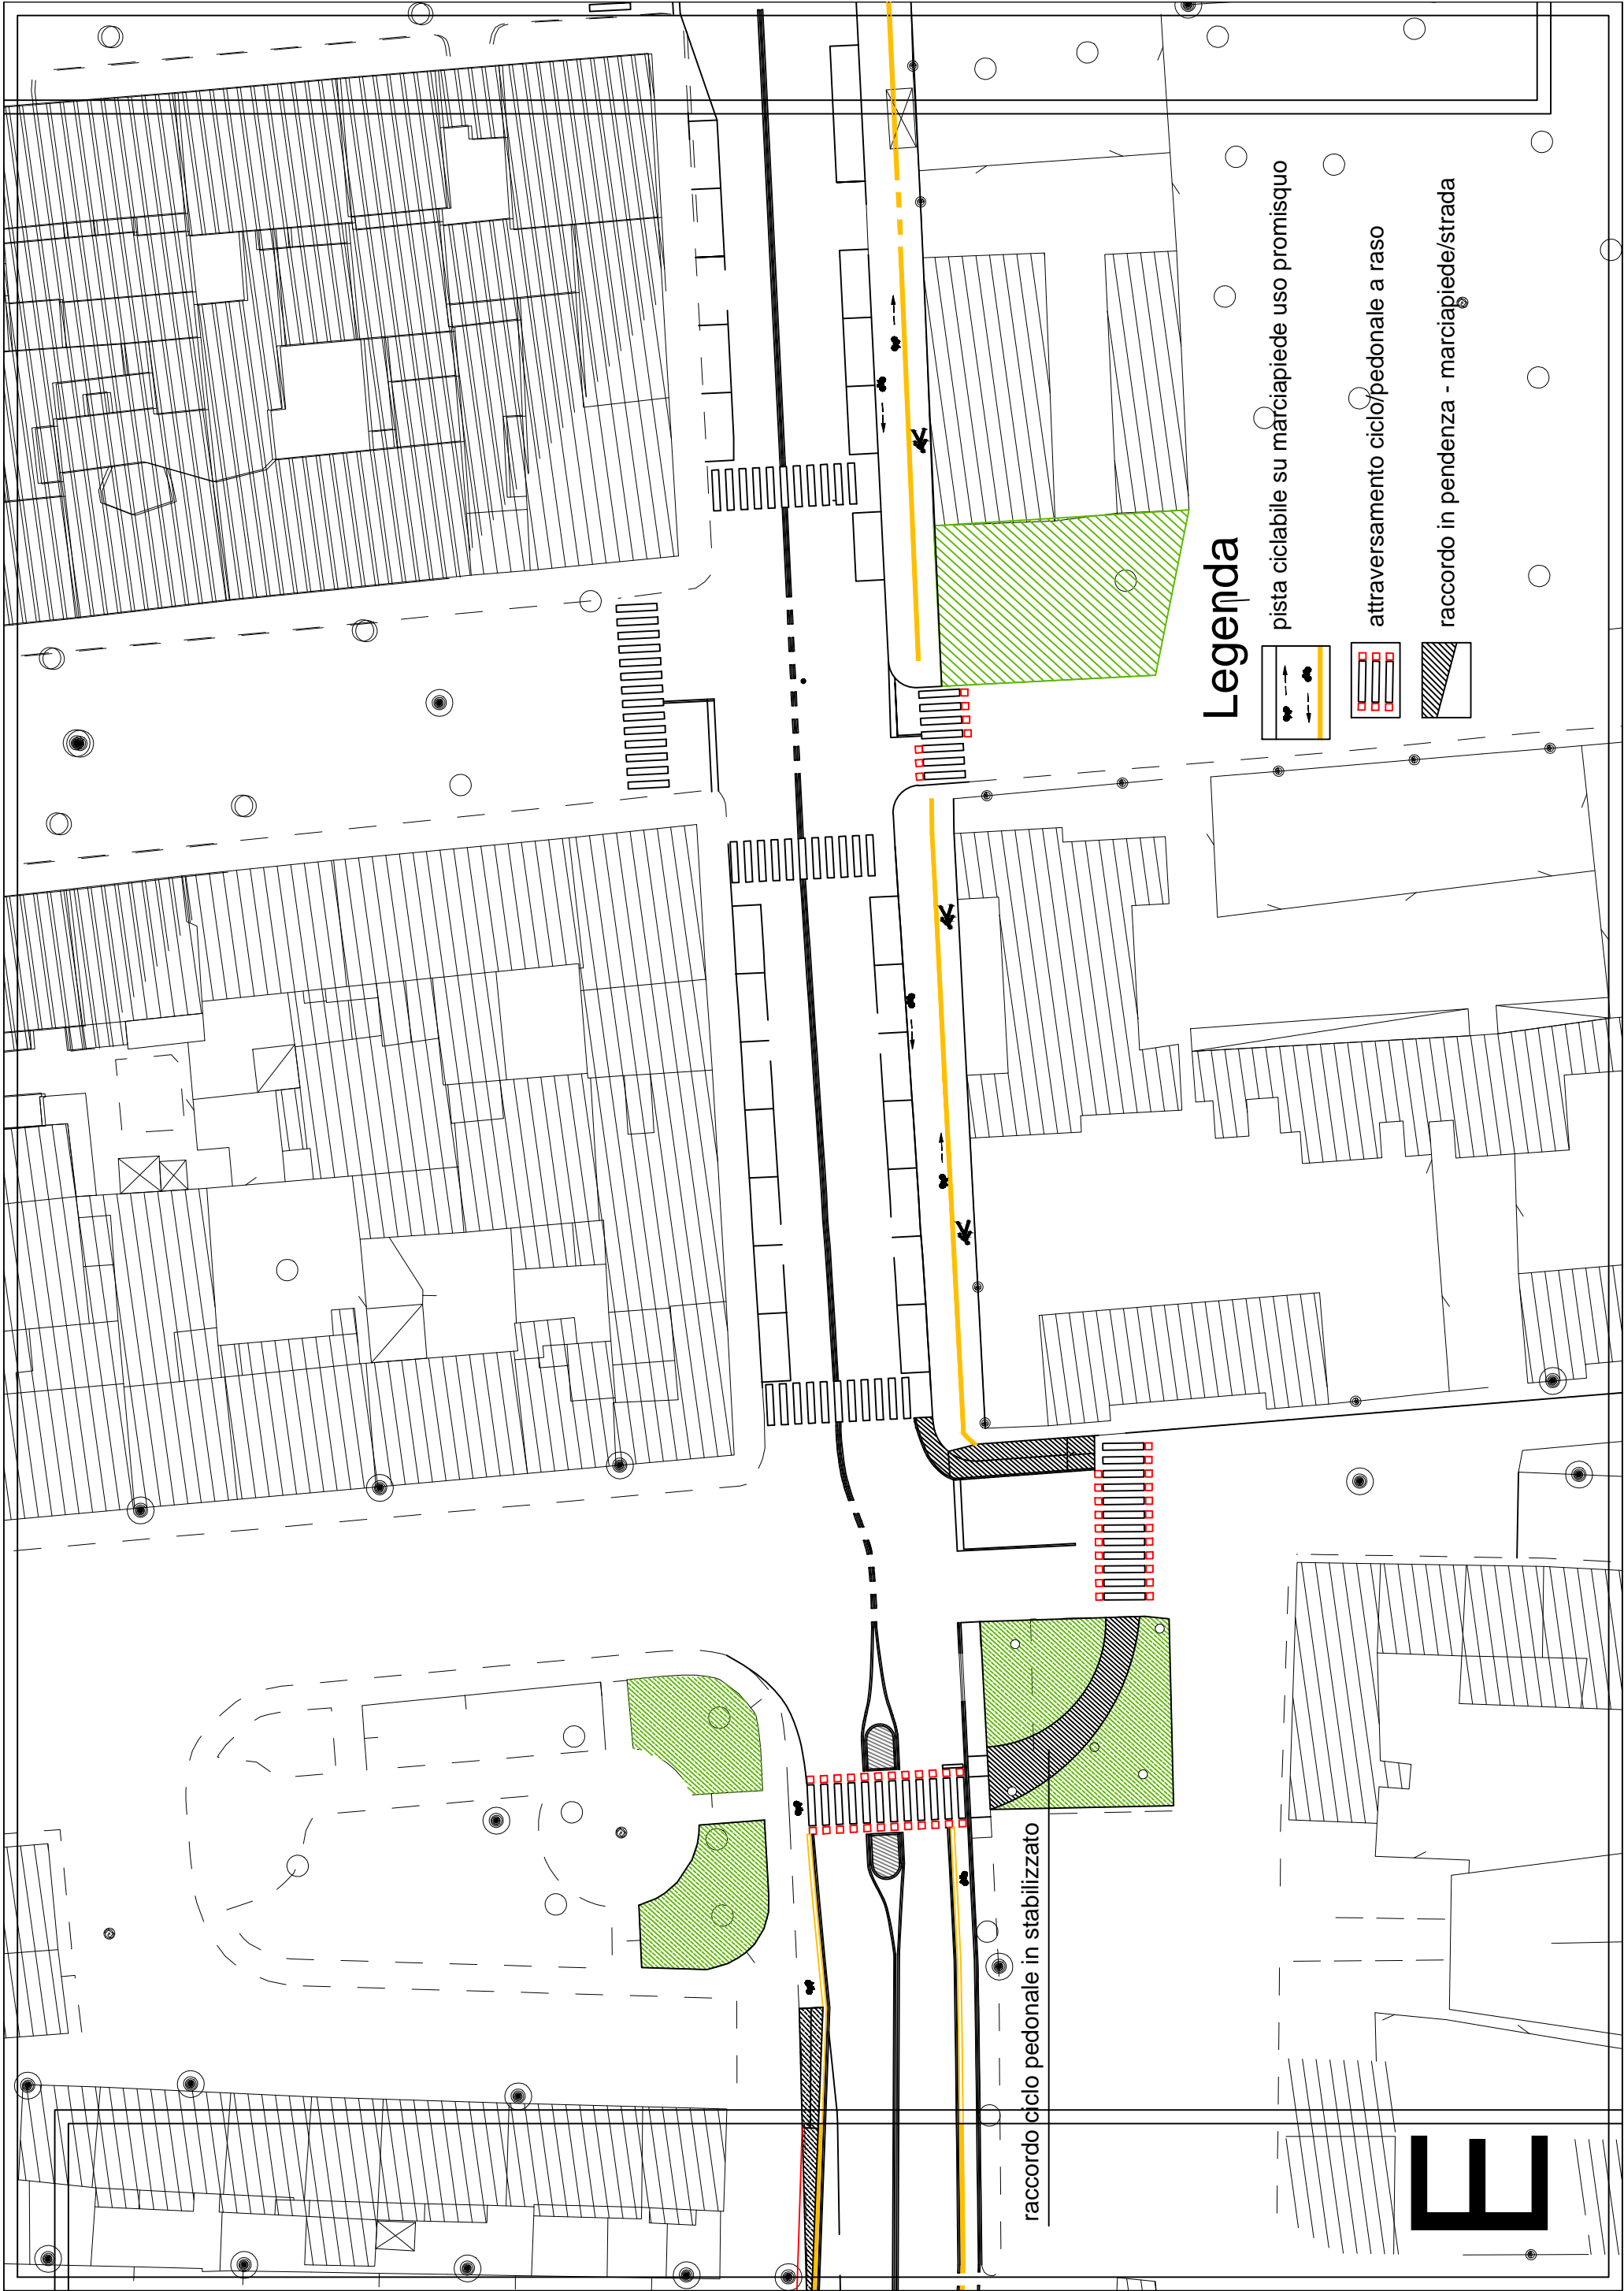 Legenda
pista ciclabile su marciapiede uso promisquo
attraversamento ciclo/pedonale a raso
raccordo in pendenza - marciapiede/strada
raccordo ciclo pedonale in stabilizzato
E